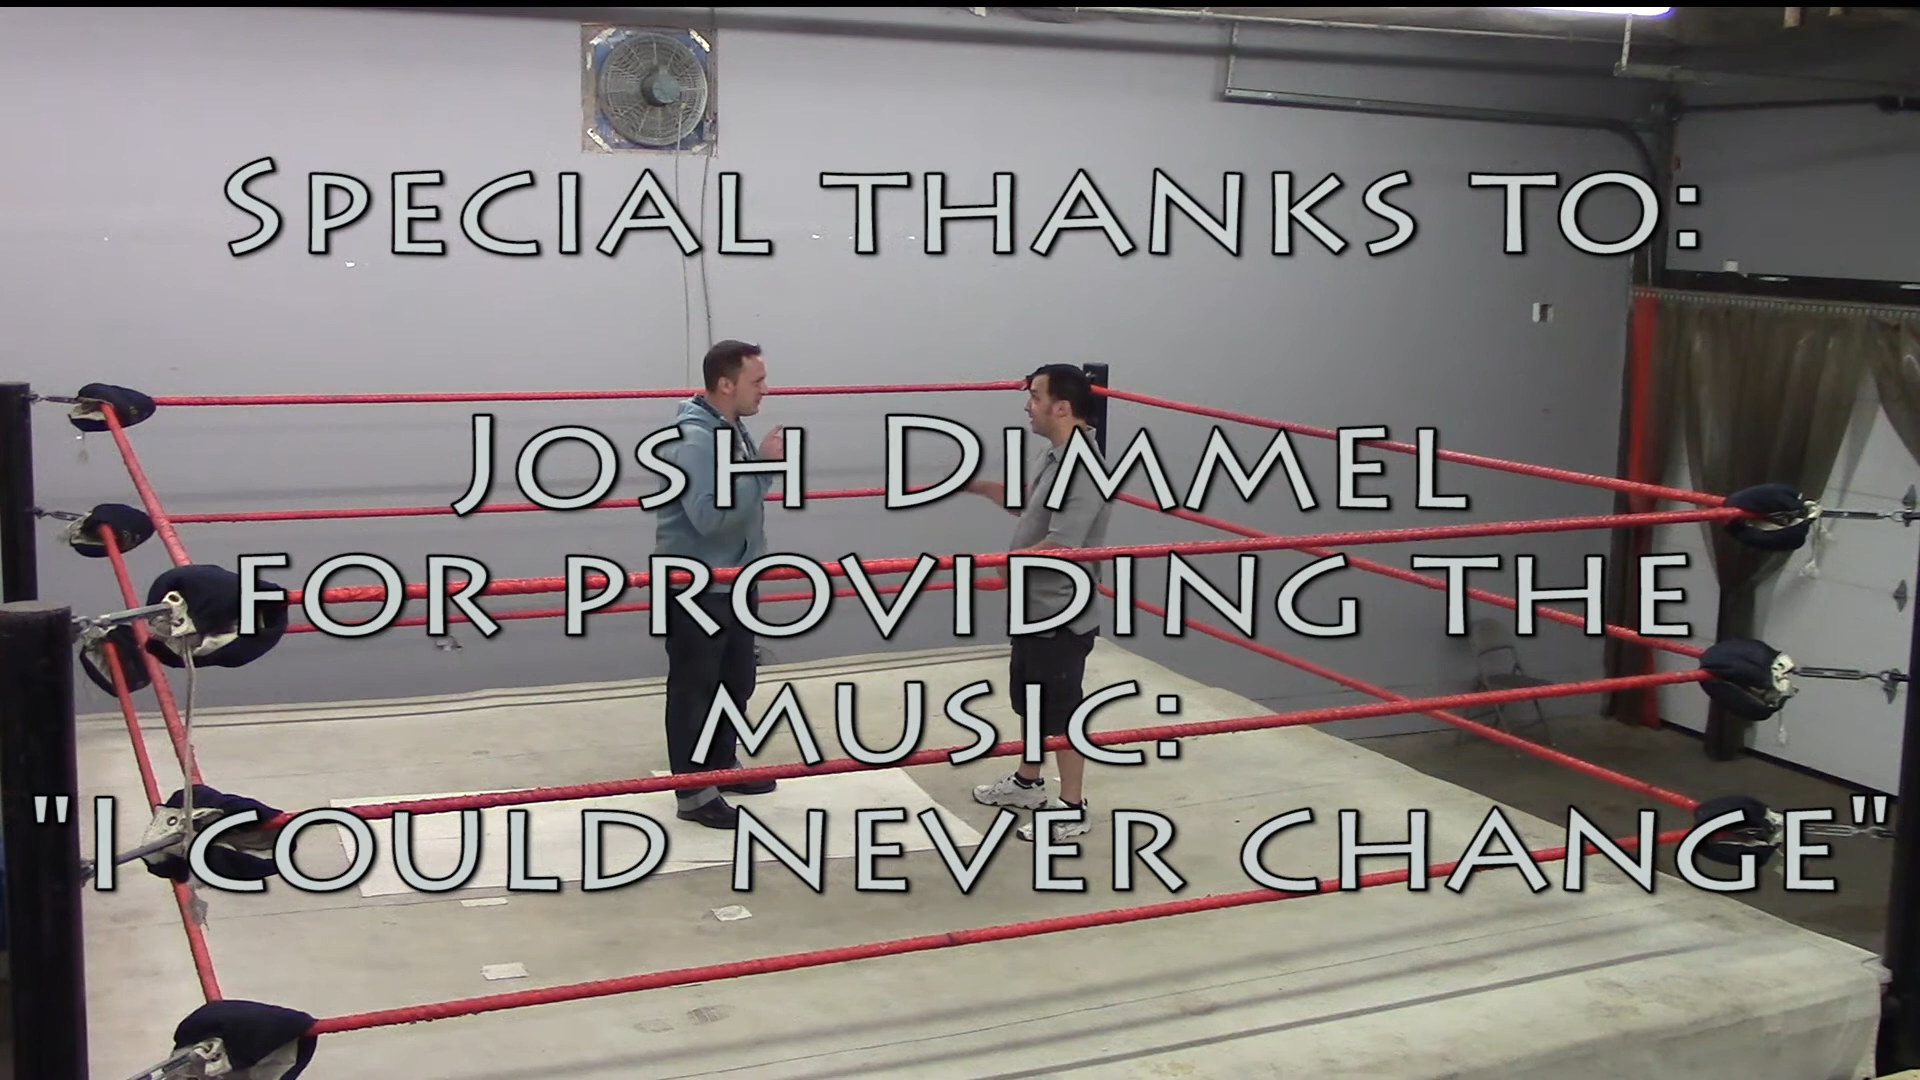 Special thanks to:
Josh Dimmel
for providing the
music:
"I could never change"